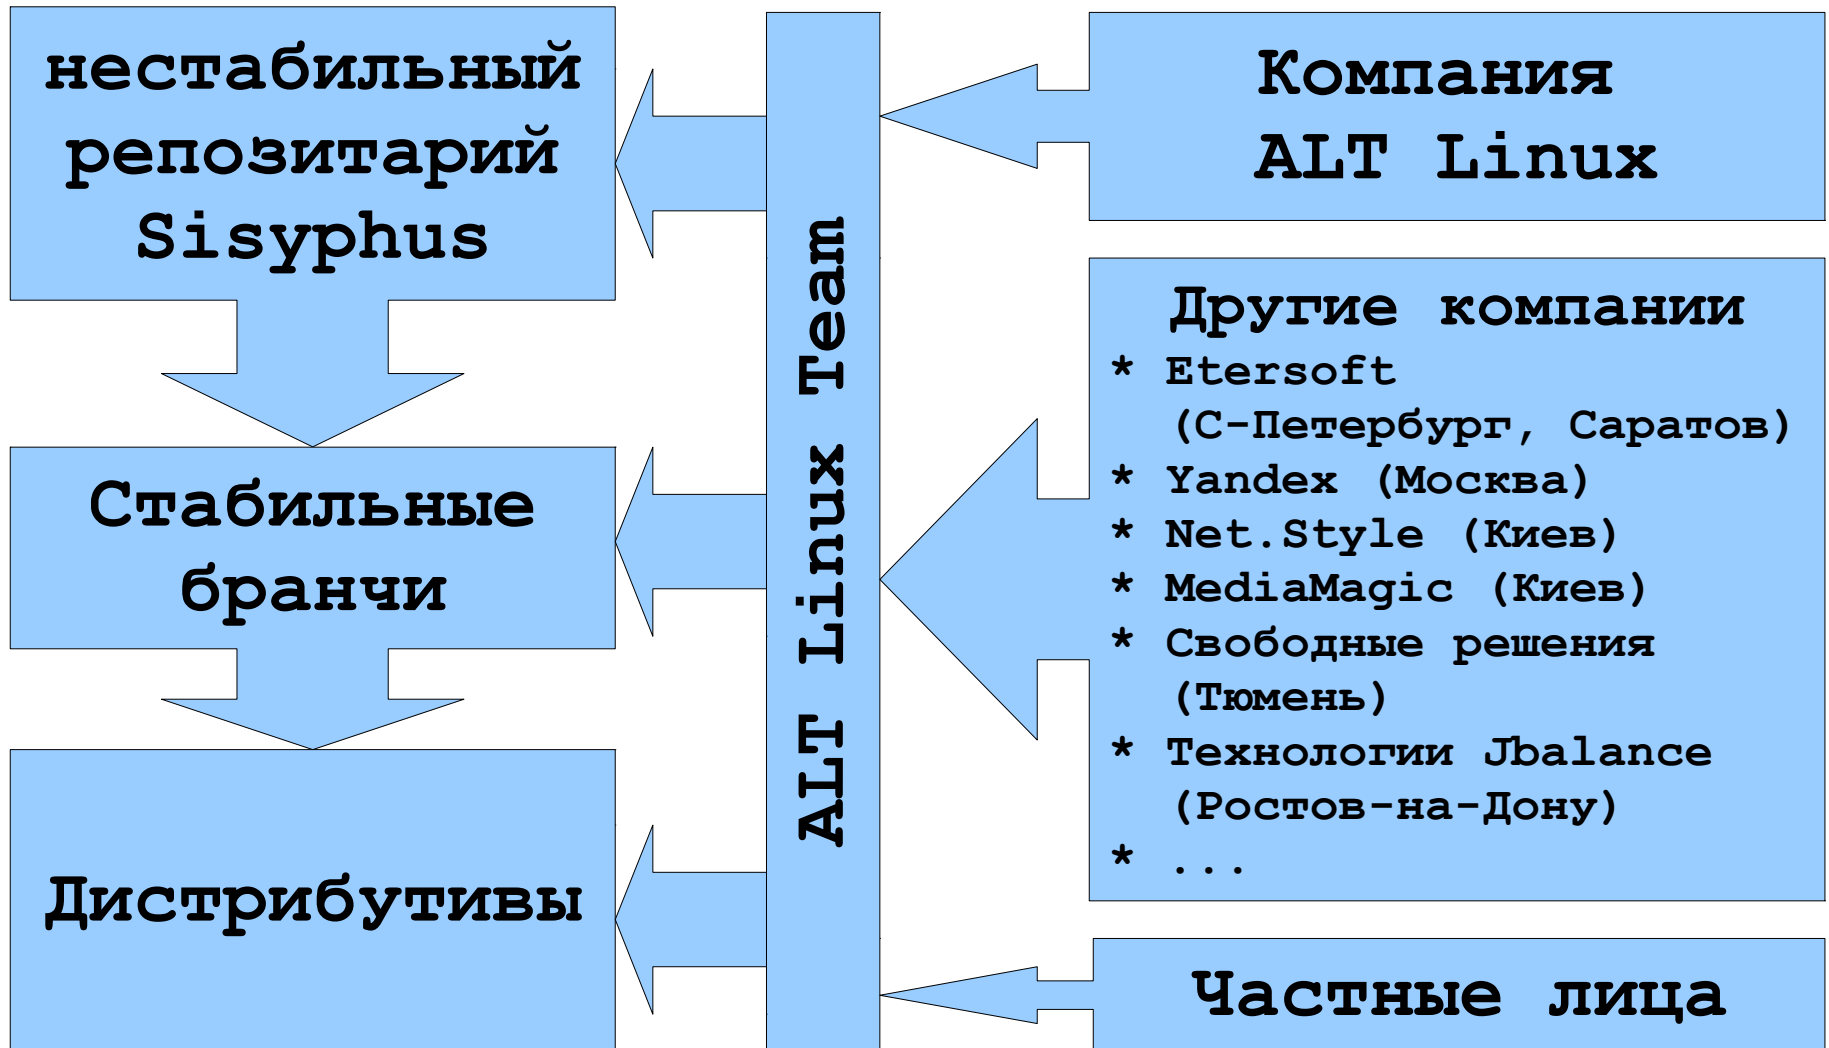 нестабильный
репозитарий
Sisyphus
Стабильные
бранчи
Дистрибутивы
ALT Linux Team
Компания
ALT Linux
Другие компании
* Etersoft
(С-Петербург, Саратов)
* Yandex (Москва)
* Net.Style (Киев)
* MediaMagic (Киев)
* Свободные решения
(Тюмень)
* Технологии Jbalance
(Ростов-на-Дону)
* ...
Частные лица